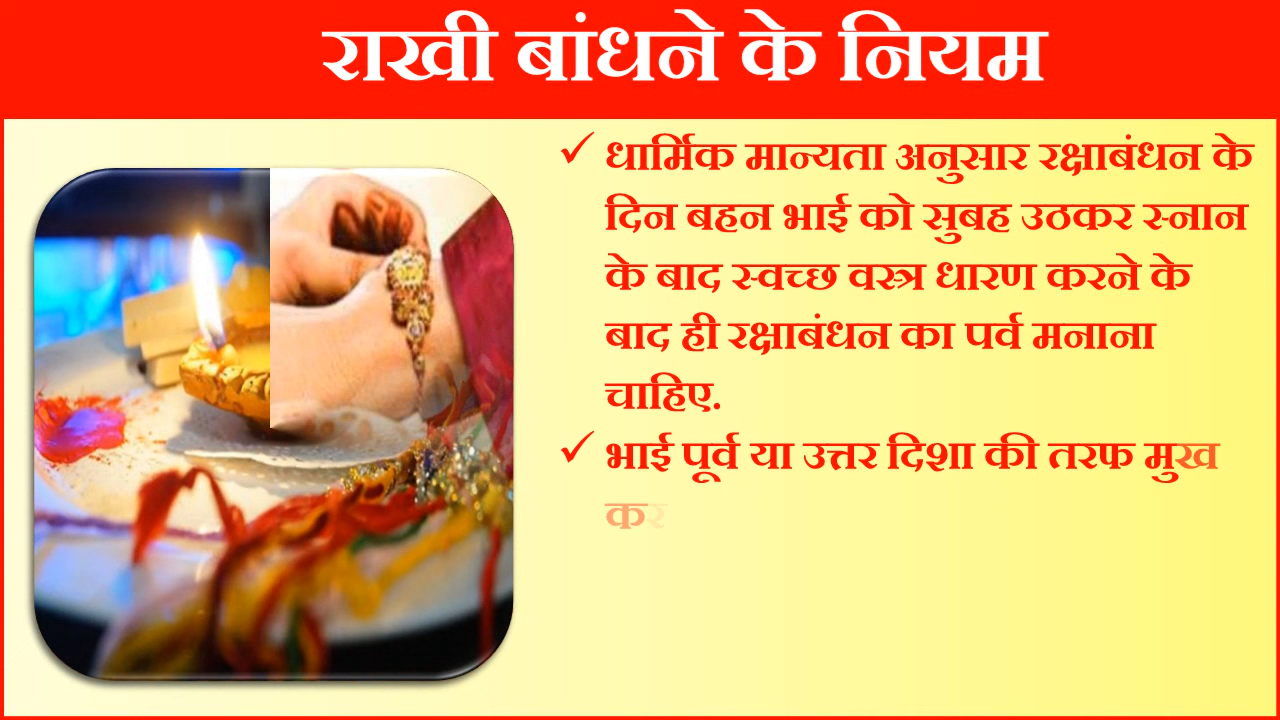 राखी बांधने के नियम
धार्मिक मान्यता अनुसार रक्षाबंधन के
दिन बहन भाई को सुबह उठकर स्नान
के बाद स्वच्छ वस्त्र धारण करने के
बाद ही रक्षाबंधन का पर्व मनाना
चाहिए.
भाई पूर्व या उत्तर दिशा की तरफ मुख
कर